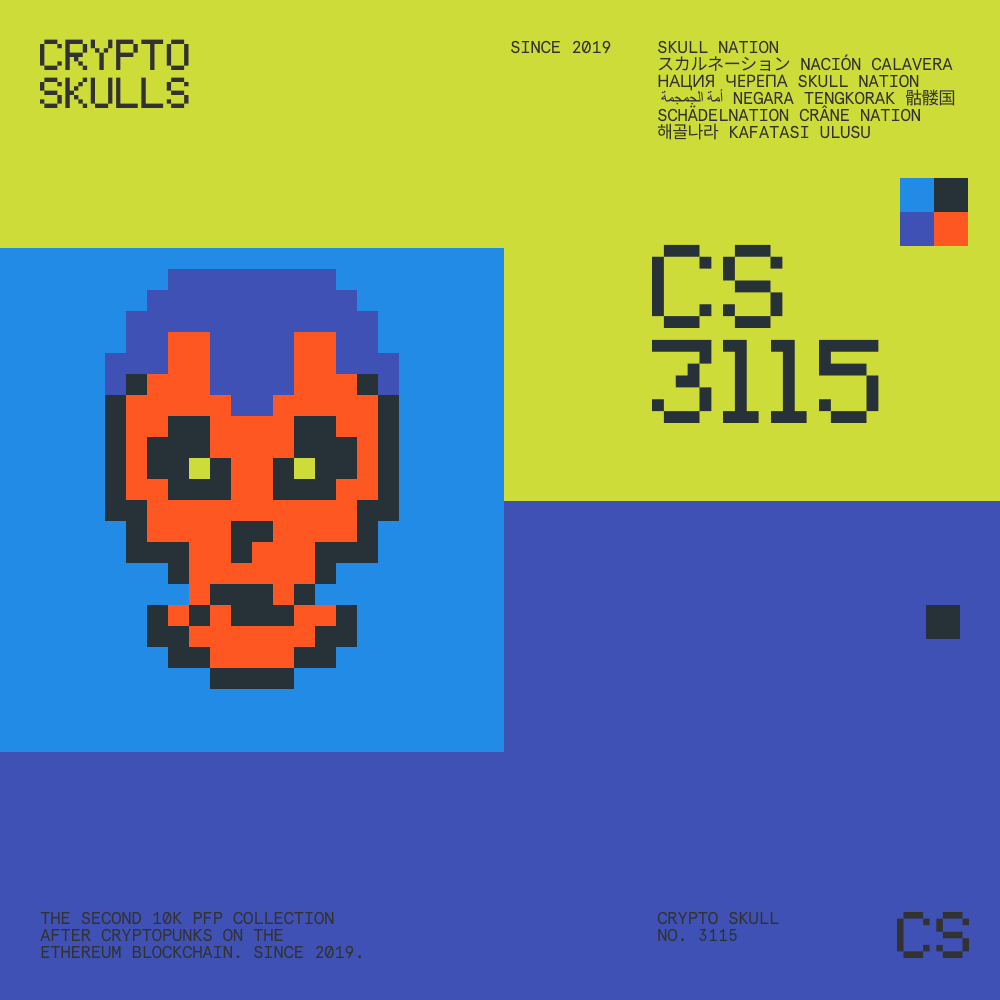 CRYPTO
SKULLS
SINCE 2019
SKULL NATION
スカルネーション NACIÓN CALAVERA
НАЦИЯ ЧЕРЕПА SKULL NATION
أمة الجمجمة NEGARA TENGKORAK 骷髅国
SCHÄDELNATION CRÂNE NATION
해골나라 KAFATASI ULUSU
CS
3115
THE SECOND 10K PFP COLLECTION
AFTER CRYPTOPUNKS ON THE
ETHEREUM BLOCKCHAIN. SINCE 2019.
CRYPTO SKULL
NO. 3115
CS